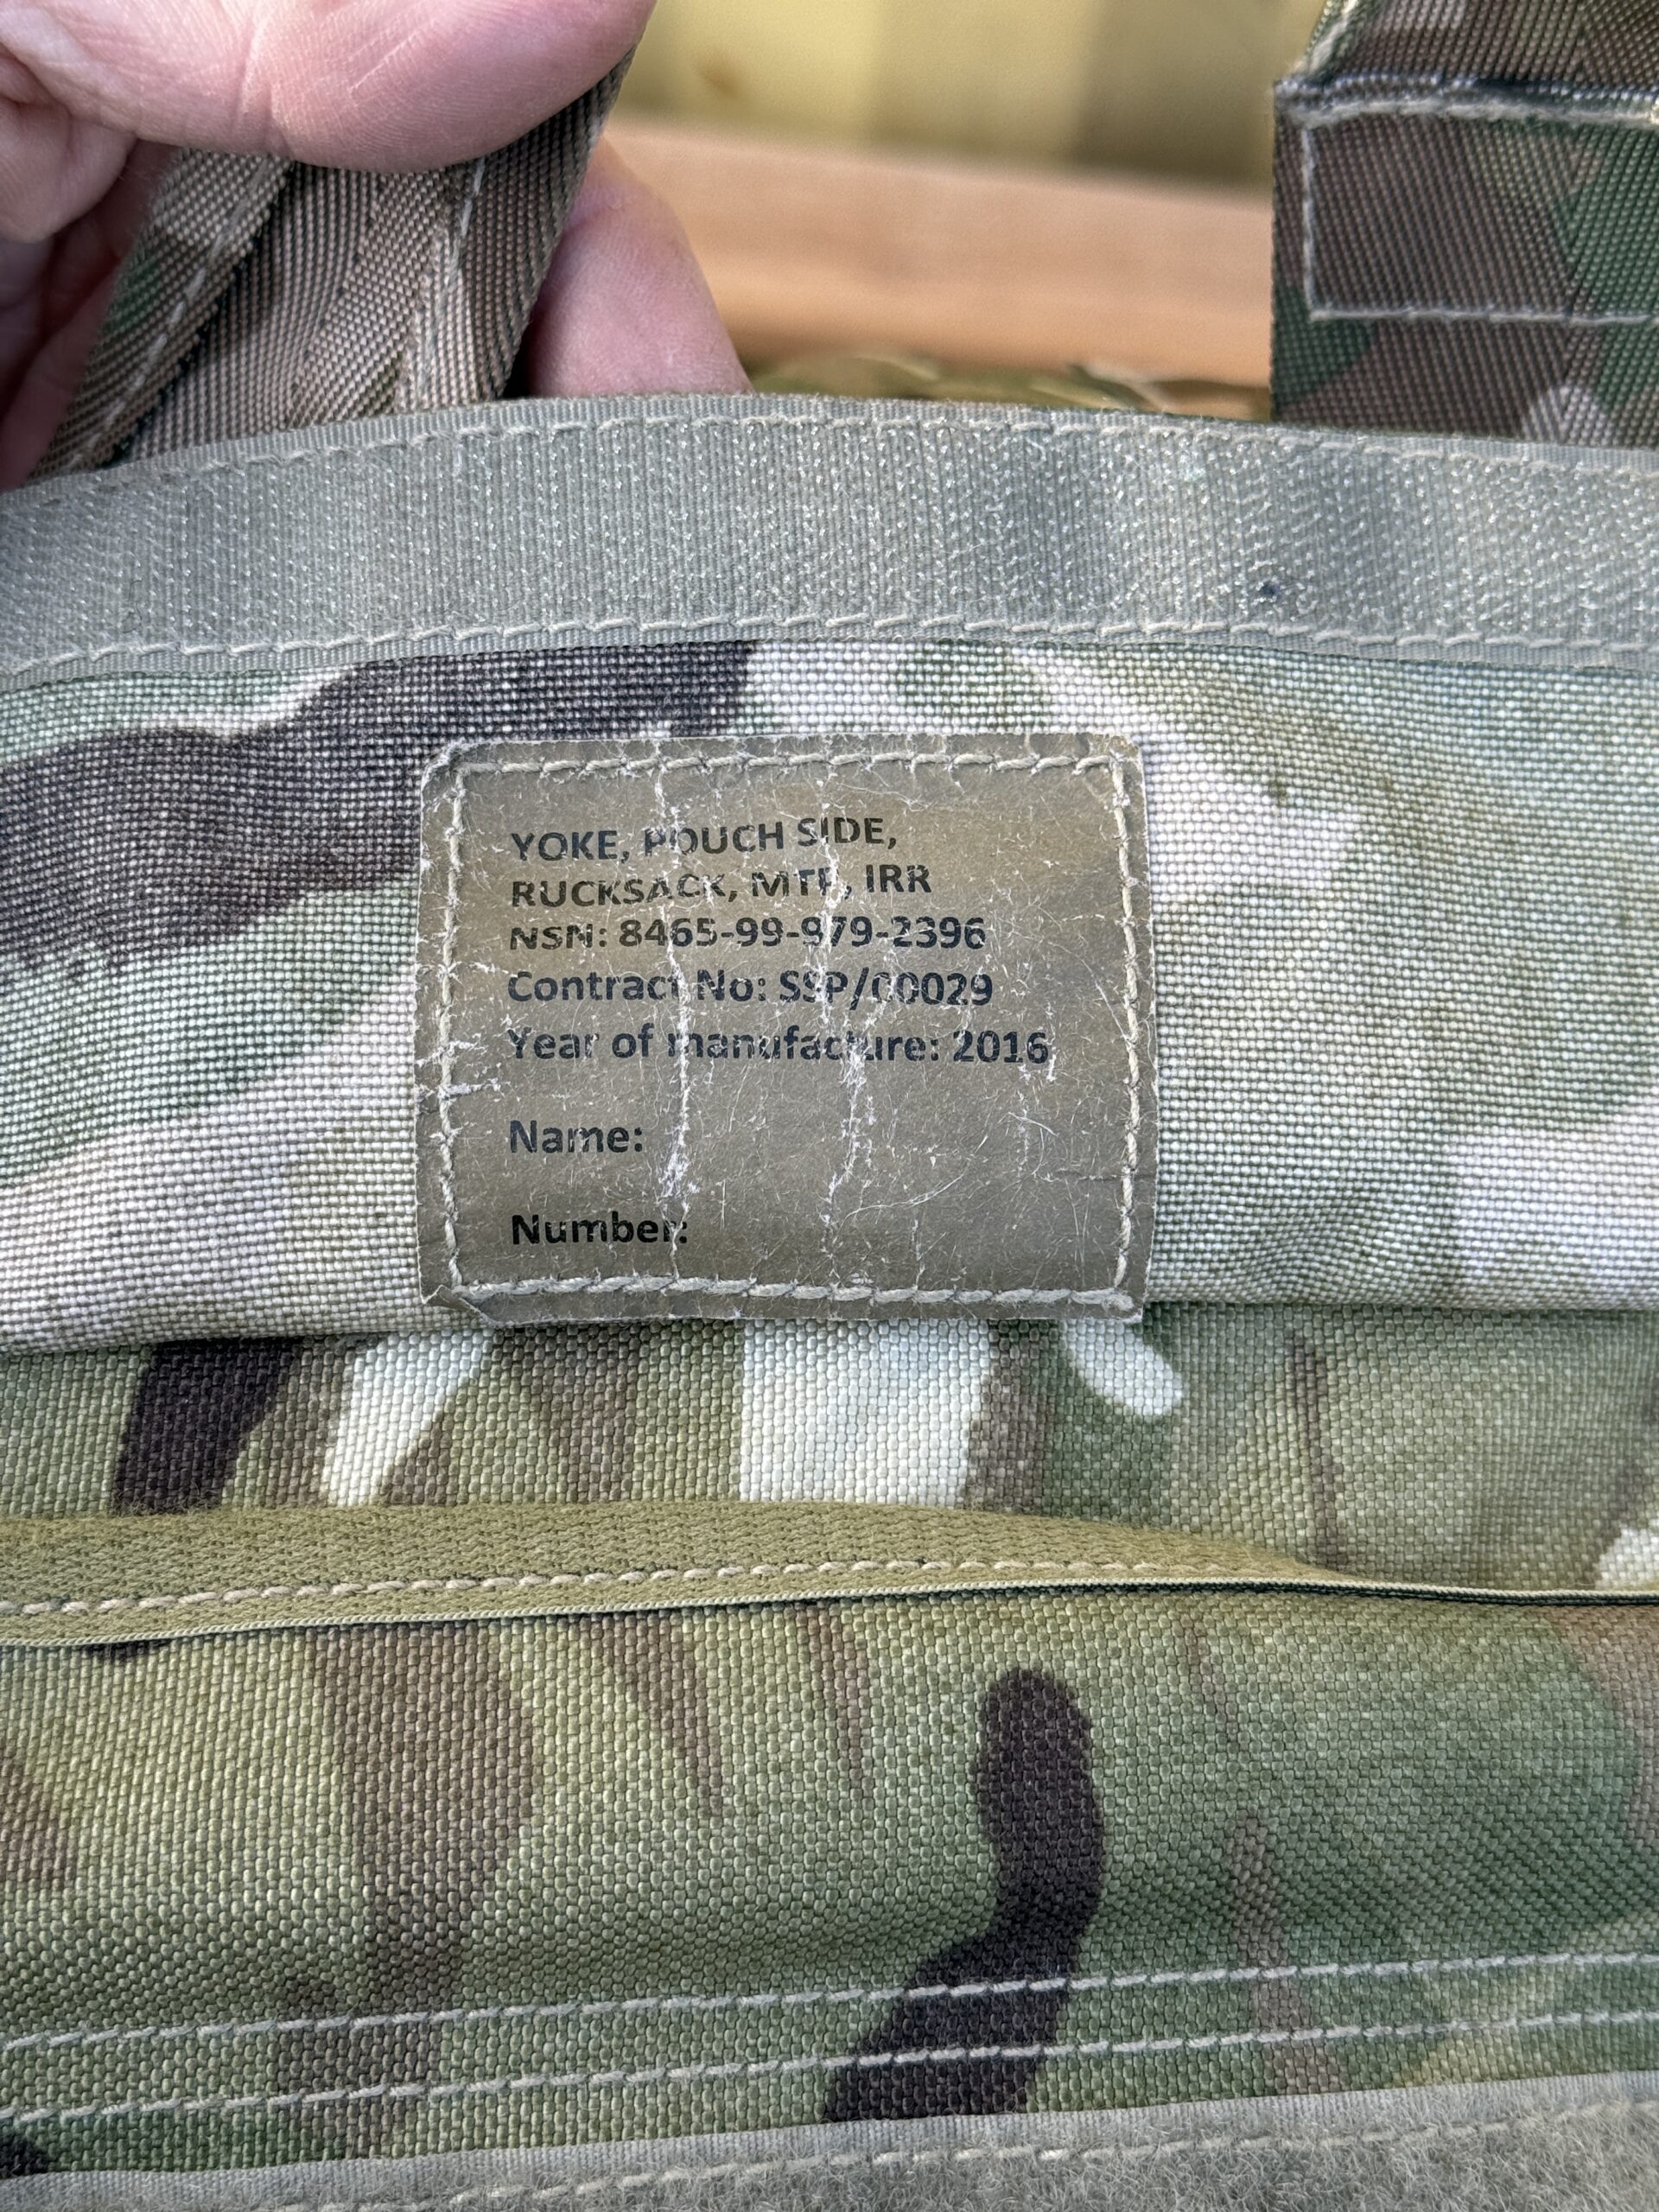 YOKE, POUCH SIDE,
RUCKSACK, MTP, IRR
NSN: 8465-99-979-2396
Contract No: SSP/00029
Year of manufacture: 2016
Name:
Number: